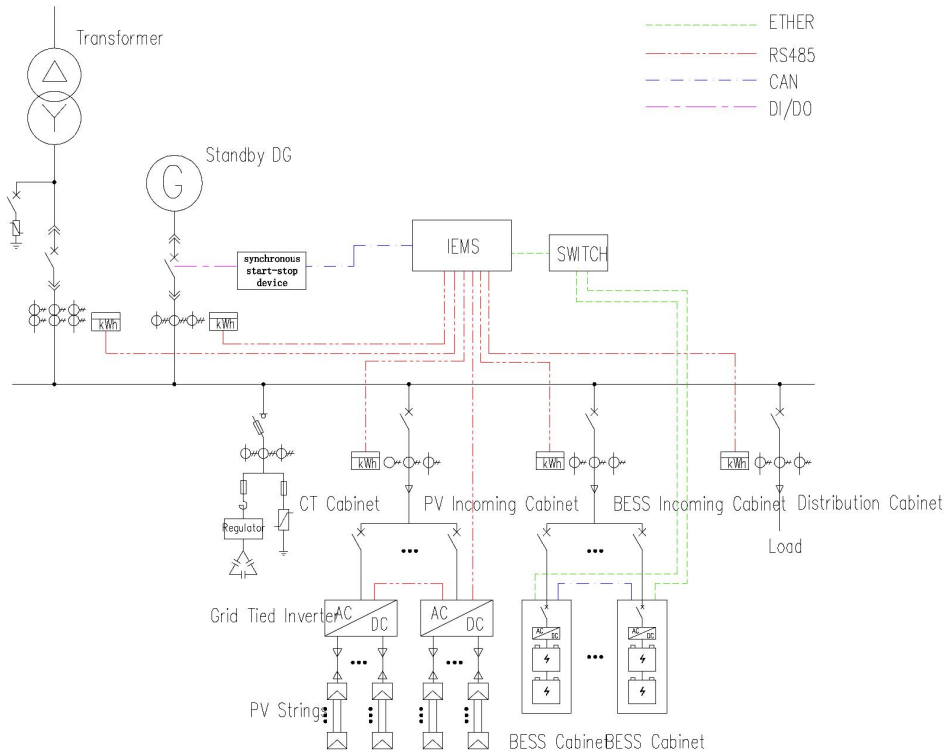 ETHER
Transformer
RS485
CAN
DI/DO
Standby DG
G
IEMS
SWITCH
synchronous
start-stop
device
kWh
kWh
kWh
kWh
kWh
CT Cabinet
PV Incoming Cabinet
BESS Incoming Cabinet
Distribution Cabinet
Regulator
Load
Grid Tied Inverter
AC
DC
AC
DC
AC
DC
AC
DC
PV Strings
BESS Cabinet
BESS Cabinet